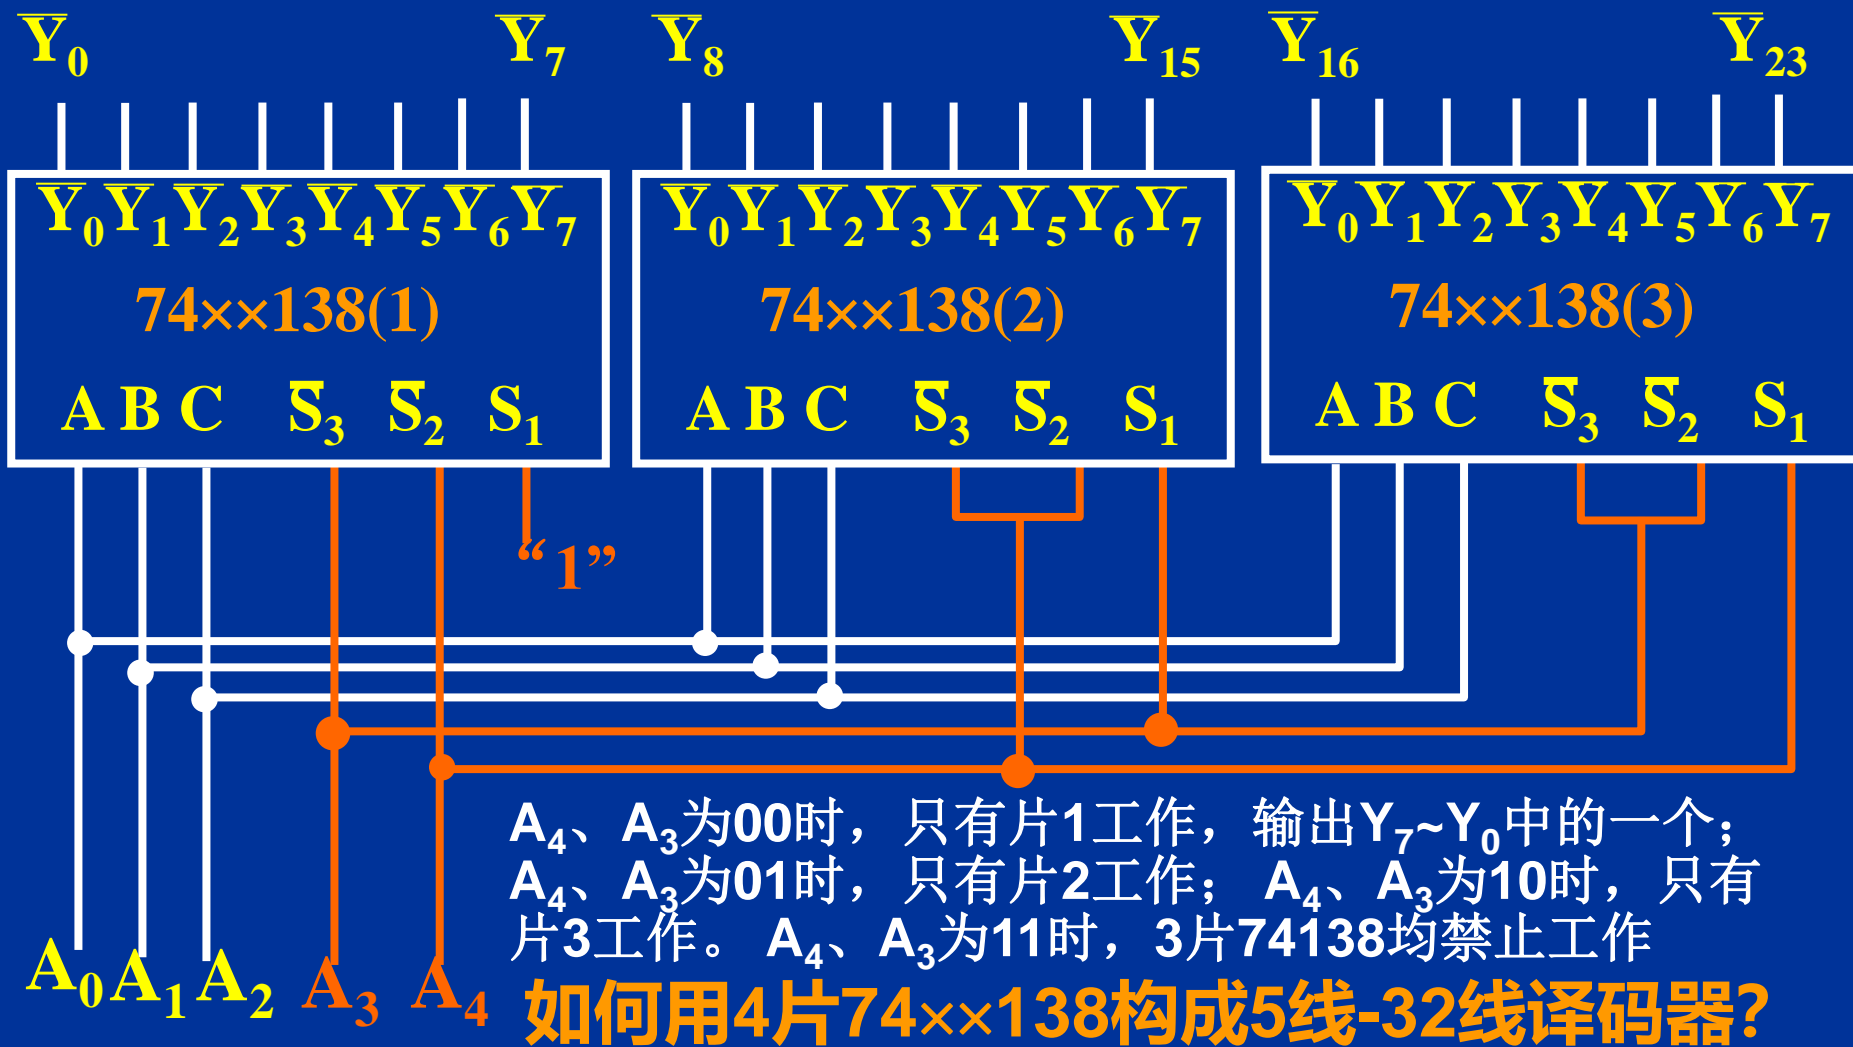 Y̅₀ Y̅₇ Y̅₈ Y̅₁₅ Y̅₁₆ Y̅₂₃
Y̅₀ Y̅₁ Y̅₂ Y̅₃ Y̅₄ Y̅₅ Y̅₆ Y̅₇
74××138(1)
A B C S̅₃ S̅₂ S₁
Y̅₀ Y̅₁ Y̅₂ Y̅₃ Y̅₄ Y̅₅ Y̅₆ Y̅₇
74××138(2)
A B C S̅₃ S̅₂ S₁
Y̅₀ Y̅₁ Y̅₂ Y̅₃ Y̅₄ Y̅₅ Y̅₆ Y̅₇
74××138(3)
A B C S̅₃ S̅₂ S₁
“1”
A₄、A₃为00时，只有片1工作，输出Y₇~Y₀中的一个；
A₄、A₃为01时，只有片2工作； A₄、A₃为10时，只有
片3工作。 A₄、A₃为11时，3片74138均禁止工作
A₀ A₁ A₂ A₃ A₄
如何用4片74××138构成5线-32线译码器？